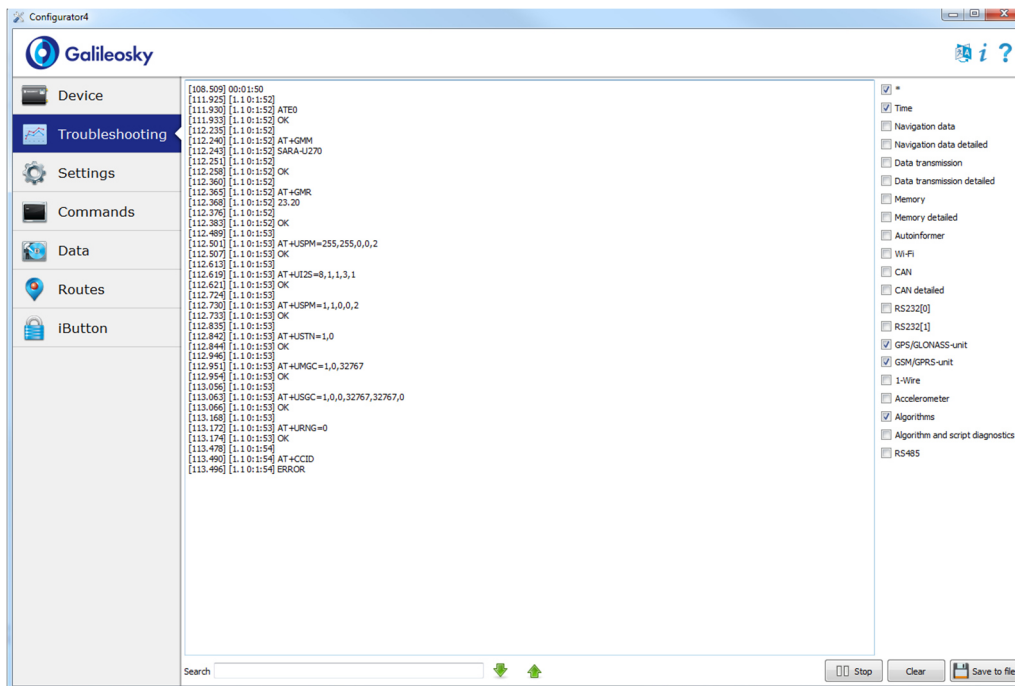 Configurator4
Galileosky
Device
Troubleshooting
Settings
Commands
Data
Routes
iButton
[108.509] 00:01:50
[111.925] [1.1 0:1:52]
[111.930] [1.1 0:1:52] ATE0
[111.933] [1.1 0:1:52] OK
[112.235] [1.1 0:1:52]
[112.240] [1.1 0:1:52] AT+GMM
[112.243] [1.1 0:1:52] SARA-U270
[112.251] [1.1 0:1:52]
[112.258] [1.1 0:1:52] OK
[112.360] [1.1 0:1:52]
[112.365] [1.1 0:1:52] AT+GMR
[112.368] [1.1 0:1:52] 23.20
[112.376] [1.1 0:1:52]
[112.383] [1.1 0:1:52] OK
[112.489] [1.1 0:1:53]
[112.501] [1.1 0:1:53] AT+USPM=255,255,0,0,2
[112.507] [1.1 0:1:53] OK
[112.613] [1.1 0:1:53]
[112.619] [1.1 0:1:53] AT+UI2S=8,1,1,3,1
[112.621] [1.1 0:1:53] OK
[112.724] [1.1 0:1:53]
[112.730] [1.1 0:1:53] AT+USPM=1,1,0,0,2
[112.733] [1.1 0:1:53] OK
[112.835] [1.1 0:1:53]
[112.842] [1.1 0:1:53] AT+USTN=1,0
[112.844] [1.1 0:1:53] OK
[112.946] [1.1 0:1:53]
[112.951] [1.1 0:1:53] AT+UMGC=1,0,32767
[112.954] [1.1 0:1:53] OK
[113.056] [1.1 0:1:53]
[113.063] [1.1 0:1:53] AT+USGC=1,0,0,32767,32767,0
[113.066] [1.1 0:1:53] OK
[113.168] [1.1 0:1:53]
[113.172] [1.1 0:1:53] AT+URNG=0
[113.174] [1.1 0:1:53] OK
[113.478] [1.1 0:1:54]
[113.490] [1.1 0:1:54] AT+CCID
[113.496] [1.1 0:1:54] ERROR
*
Time
Navigation data
Navigation data detailed
Data transmission
Data transmission detailed
Memory
Memory detailed
Autoinformer
Wi-Fi
CAN
CAN detailed
RS232[0]
RS232[1]
GPS/GLONASS-unit
GSM/GPRS-unit
1-Wire
Accelerometer
Algorithms
Algorithm and script diagnostics
RS485
Search
Stop
Clear
Save to file